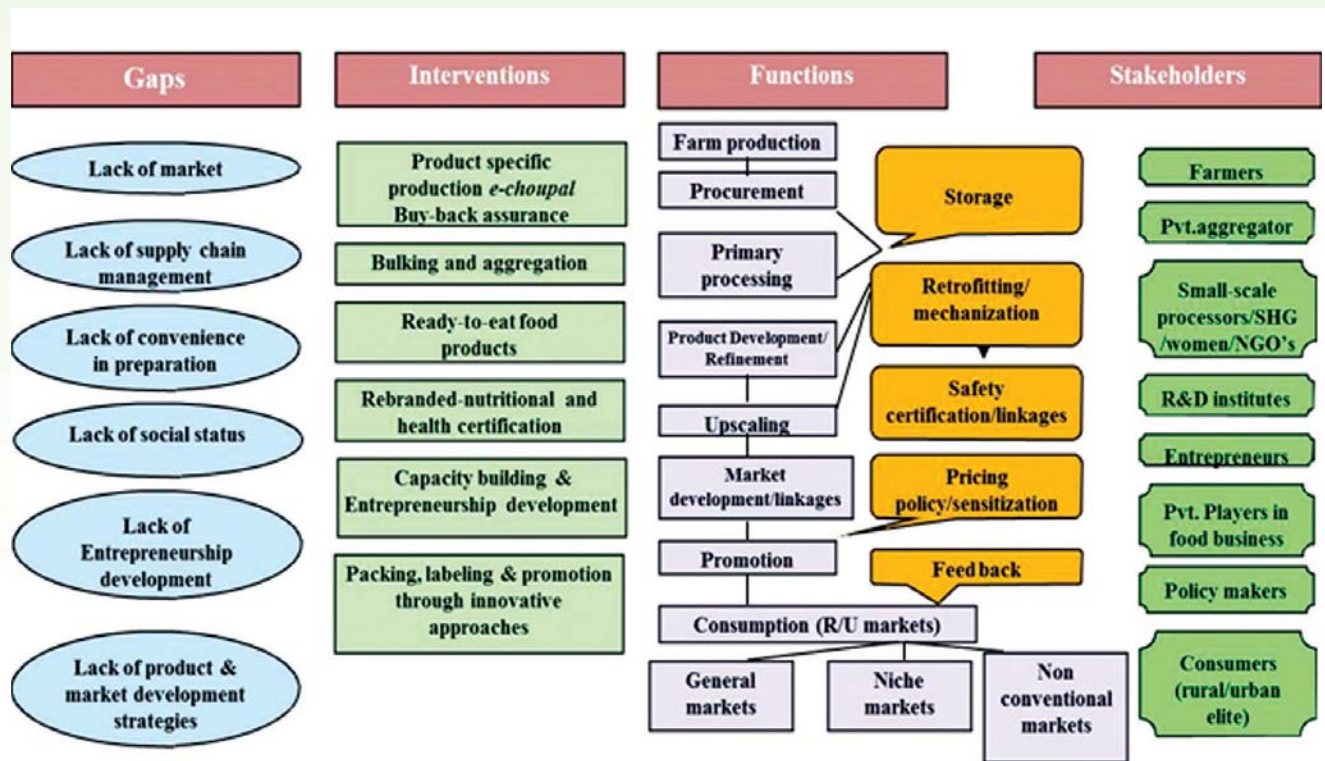 Gaps
Interventions
Functions
Stakeholders
Lack of market
Lack of supply chain
management
Lack of convenience
in preparation
Lack of social status
Lack of
Entrepreneurship
development
Lack of product &
market development
strategies
Product specific
production e-choupal
Buy-back assurance
Bulking and aggregation
Ready-to-eat food
products
Rebranded-nutritional and
health certification
Capacity building &
Entrepreneurship development
Packing, labeling & promotion
through innovative
approaches
Farm production
Procurement
Primary
processing
Product Development/
Refinement
Upscaling
Market
development/linkages
Promotion
Consumption (R/U markets)
General
markets
Niche
markets
Non
conventional
markets
Storage
Retrofitting/
mechanization
Safety
certification/linkages
Pricing
policy/sensitization
Feed back
Farmers
Pvt.aggregator
Small-scale
processors/SHG
/women/NGO's
R&D institutes
Entrepreneurs
Pvt. Players in
food business
Policy makers
Consumers
(rural/urban
elite)